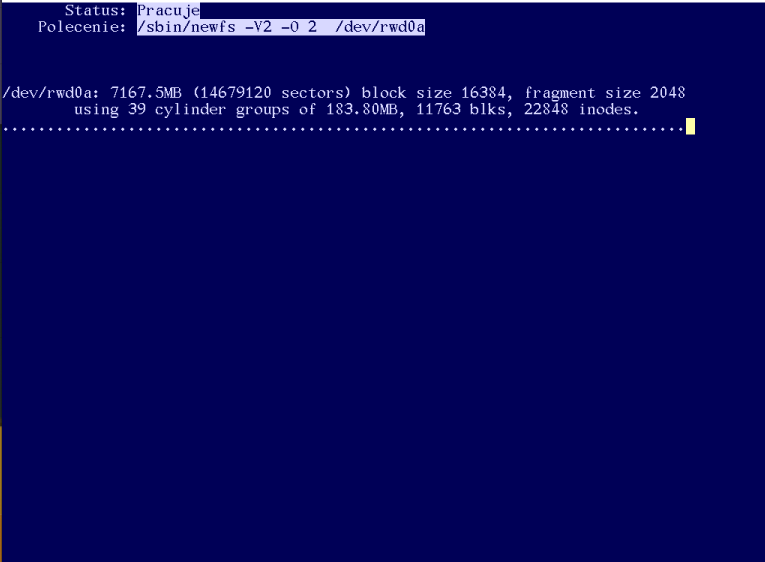 Status: Pracuje
Polecenie: /sbin/newfs -V2 -O 2 /dev/rwd0a
/dev/rwd0a: 7167.5MB (14679120 sectors) block size 16384, fragment size 2048
using 39 cylinder groups of 183.80MB, 11763 blks, 22848 inodes.
............................................................................